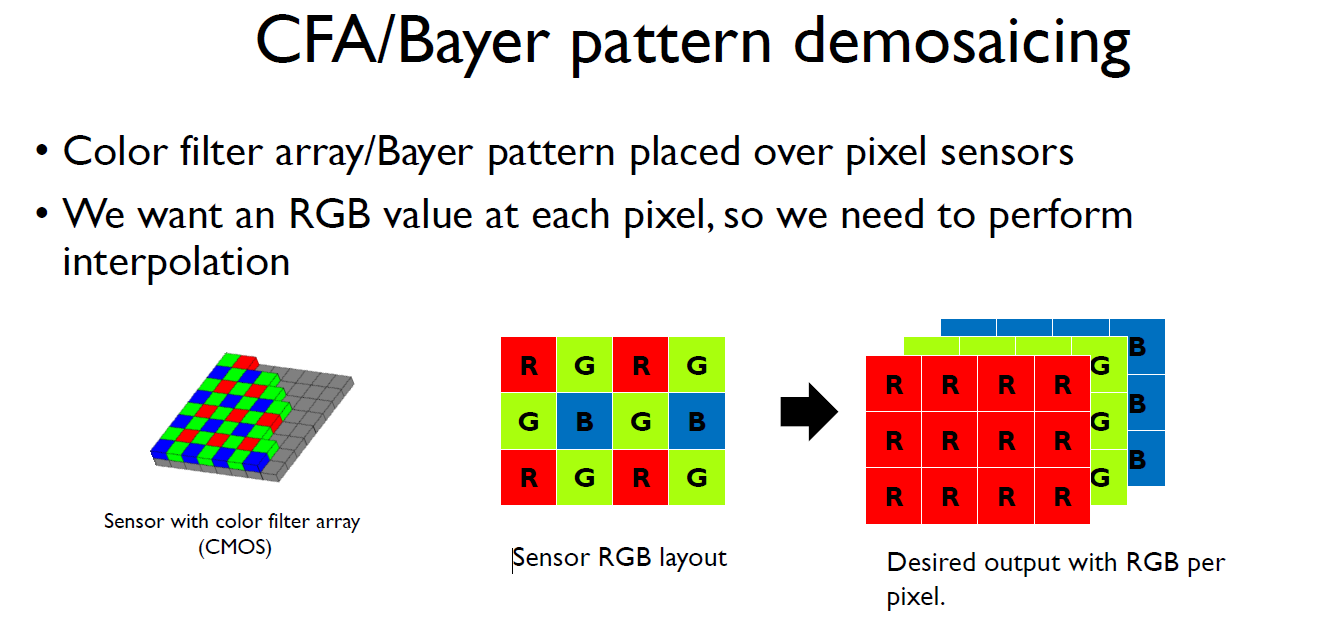 CFA/Bayer pattern demosaicing
• Color filter array/Bayer pattern placed over pixel sensors
• We want an RGB value at each pixel, so we need to perform
interpolation
Sensor with color filter array
(CMOS)
R G R G
G B G B
R G R G
Sensor RGB layout
B
R R R R G
B
R R R R G
B
R R R R G
Desired output with RGB per
pixel.